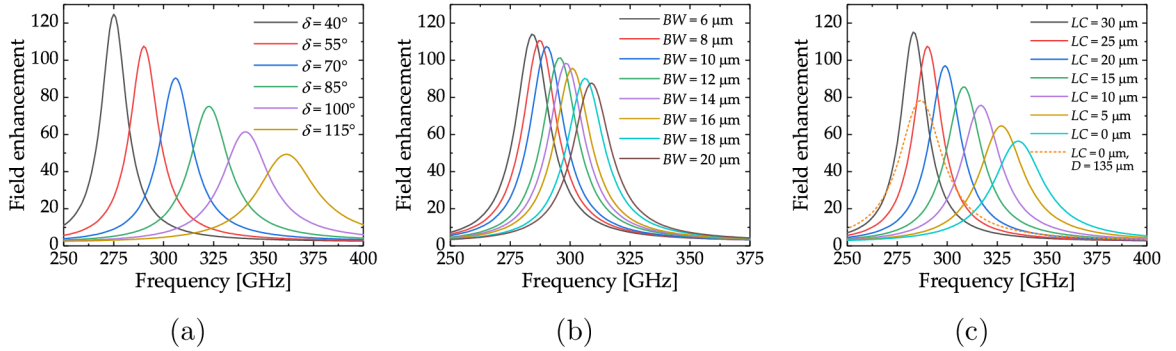 Field enhancement
120
100
80
60
40
20
0
δ = 40°
δ = 55°
δ = 70°
δ = 85°
δ = 100°
δ = 115°
250 275 300 325 350 375 400
Frequency [GHz]
(a)
Field enhancement
120
100
80
60
40
20
0
BW = 6 µm
BW = 8 µm
BW = 10 µm
BW = 12 µm
BW = 14 µm
BW = 16 µm
BW = 18 µm
BW = 20 µm
250 275 300 325 350 375
Frequency [GHz]
(b)
Field enhancement
120
100
80
60
40
20
0
LC = 30 µm
LC = 25 µm
LC = 20 µm
LC = 15 µm
LC = 10 µm
LC = 5 µm
LC = 0 µm
LC = 0 µm,
D = 135 µm
250 275 300 325 350 375 400
Frequency [GHz]
(c)